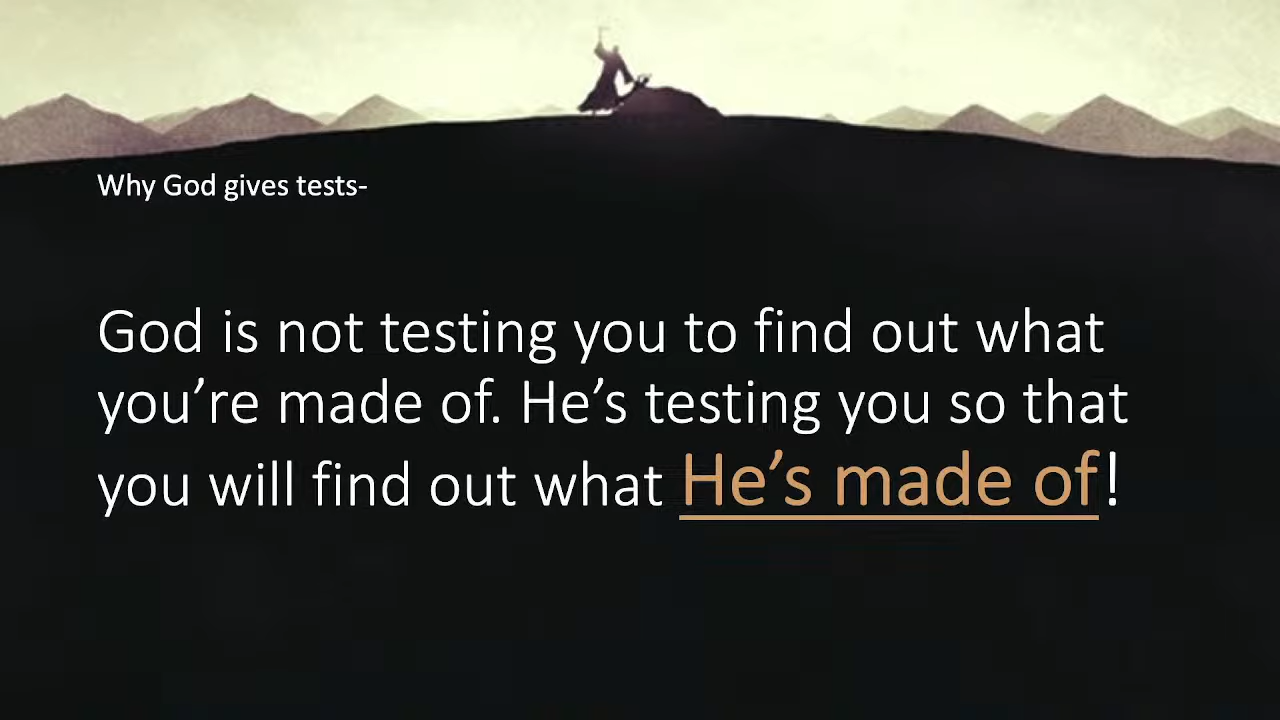 Why God gives tests-
God is not testing you to find out what
you’re made of. He’s testing you so that
you will find out what He’s made of!